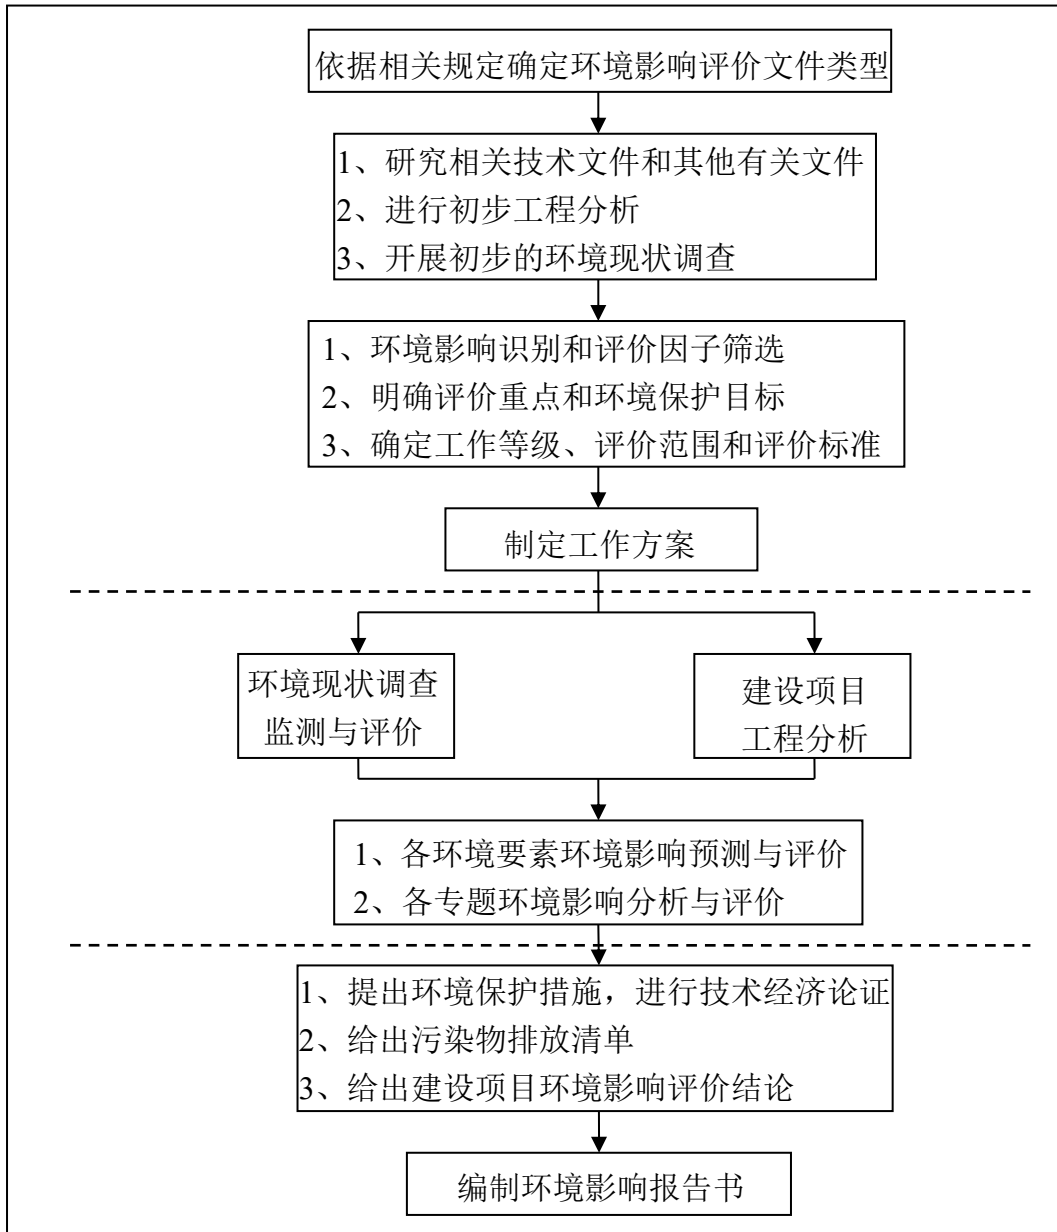 依据相关规定确定环境影响评价文件类型
1、研究相关技术文件和其他有关文件
2、进行初步工程分析
3、开展初步的环境现状调查
1、环境影响识别和评价因子筛选
2、明确评价重点和环境保护目标
3、确定工作等级、评价范围和评价标准
制定工作方案
环境现状调查
监测与评价
建设项目
工程分析
1、各环境要素环境影响预测与评价
2、各专题环境影响分析与评价
1、提出环境保护措施，进行技术经济论证
2、给出污染物排放清单
3、给出建设项目环境影响评价结论
编制环境影响报告书